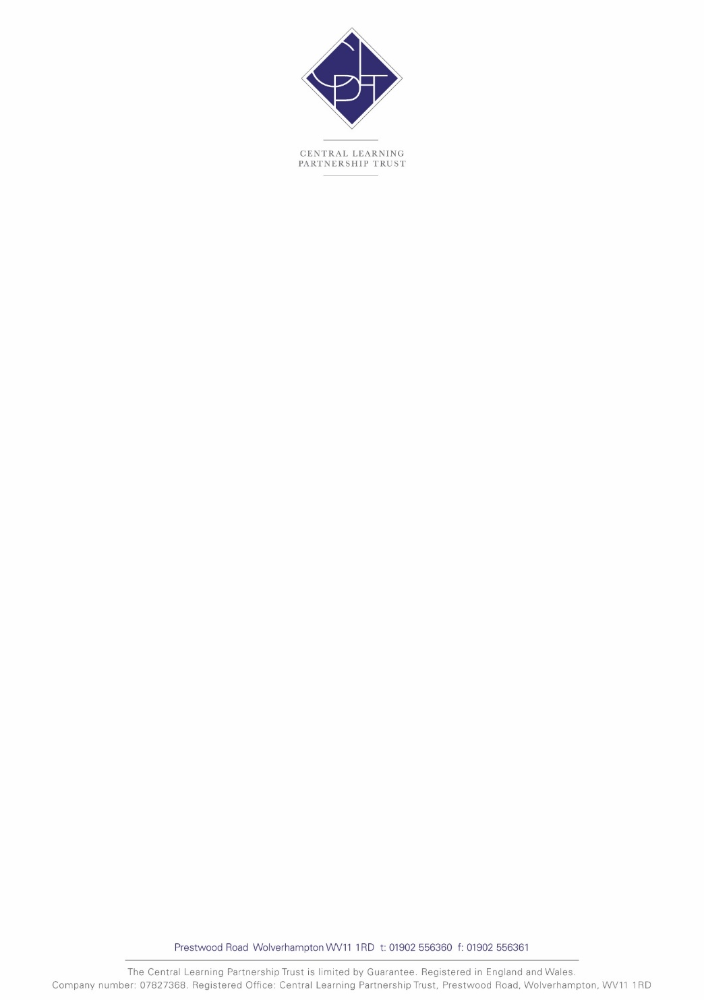 CLPT
CENTRAL LEARNING
PARTNERSHIP TRUST
Prestwood Road Wolverhampton WV11 1RD t: 01902 556360 f: 01902 556361
The Central Learning Partnership Trust is limited by Guarantee. Registered in England and Wales.
Company number: 07827368. Registered Office: Central Learning Partnership Trust, Prestwood Road, Wolverhampton, WV11 1RD